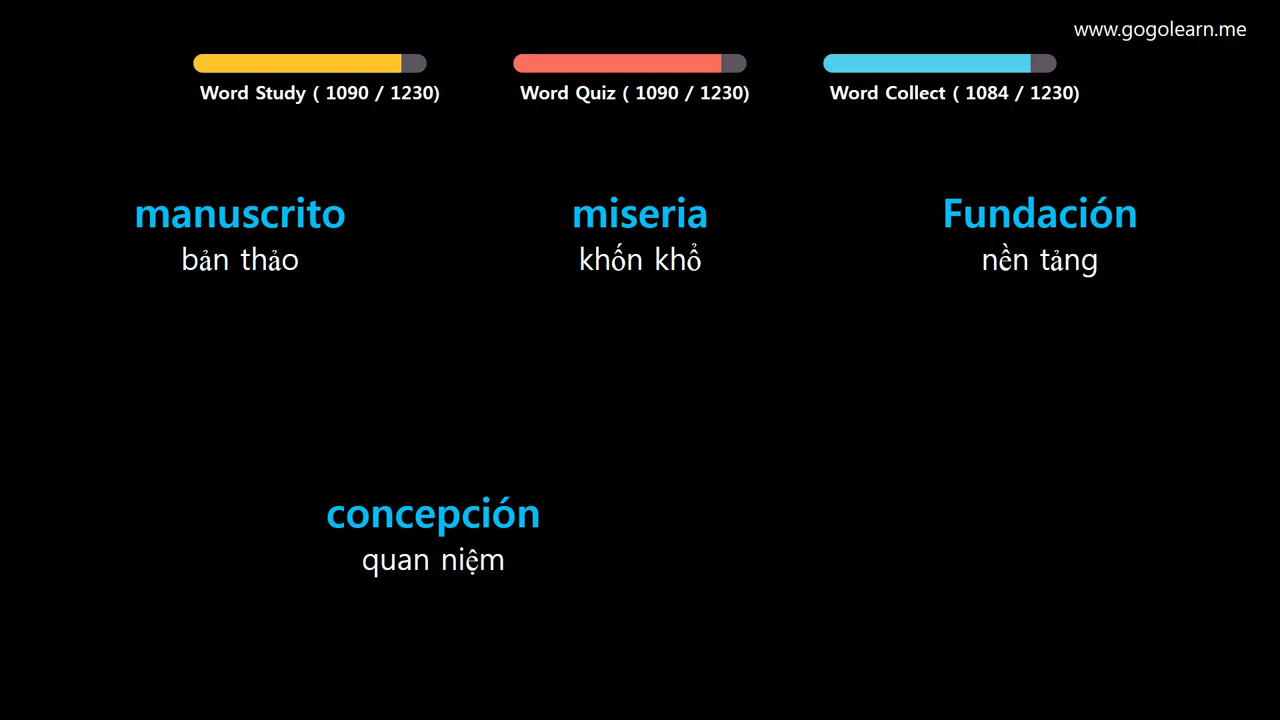 www.gogolearn.me
Word Study ( 1090 / 1230)
Word Quiz ( 1090 / 1230)
Word Collect ( 1084 / 1230)
manuscrito
bản thảo
miseria
khốn khổ
Fundación
nền tảng
concepción
quan niệm